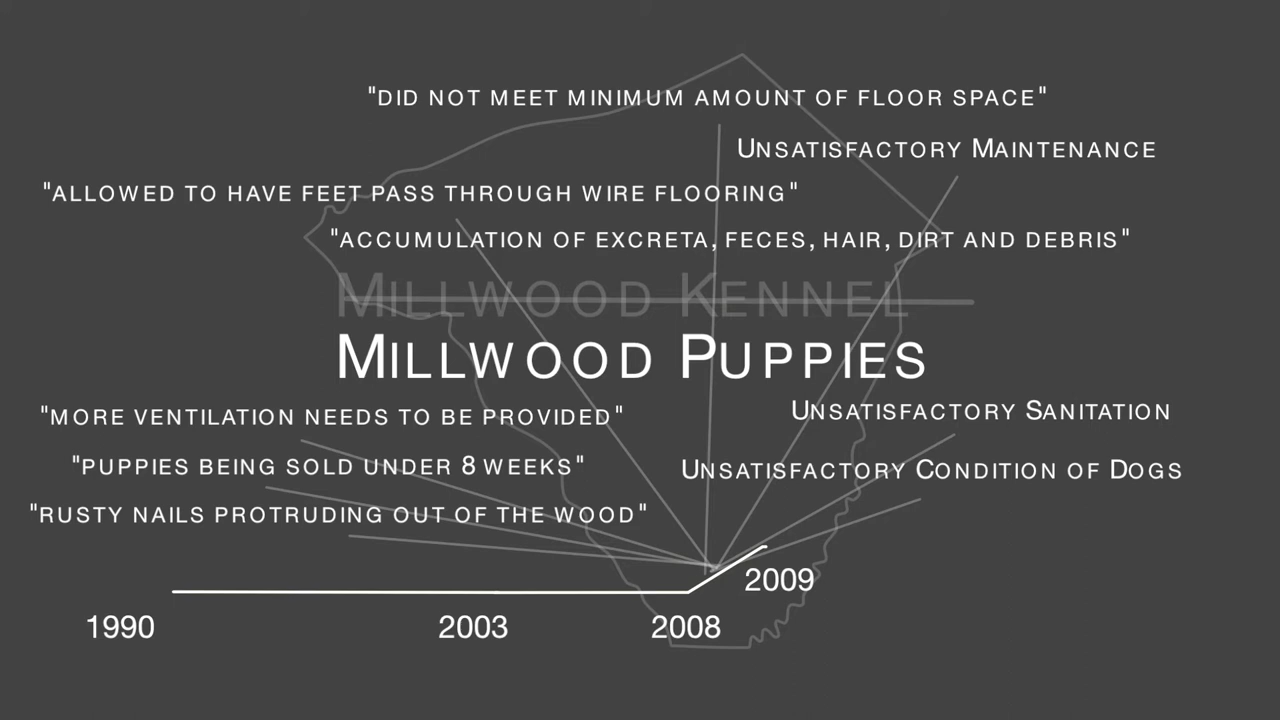 "DID NOT MEET MINIMUM AMOUNT OF FLOOR SPACE"
UNSATISFACTORY MAINTENANCE
"ALLOWED TO HAVE FEET PASS THROUGH WIRE FLOORING"
"ACCUMULATION OF EXCRETA, FECES, HAIR, DIRT AND DEBRIS"
MILLWOOD KENNEL
MILLWOOD PUPPIES
"MORE VENTILATION NEEDS TO BE PROVIDED"
UNSATISFACTORY SANITATION
"PUPPIES BEING SOLD UNDER 8 WEEKS"
UNSATISFACTORY CONDITION OF DOGS
"RUSTY NAILS PROTRUDING OUT OF THE WOOD"
2009
1990 2003 2008